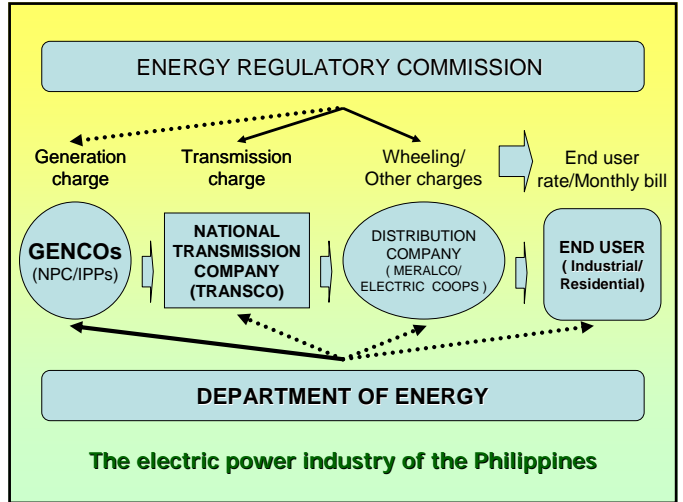 ENERGY REGULATORY COMMISSION
Generation
charge
Transmission
charge
Wheeling/
Other charges
End user
rate/Monthly bill
GENCOs
(NPC/IPPs)
NATIONAL
TRANSMISSION
COMPANY
(TRANSCO)
DISTRIBUTION
COMPANY
( MERALCO/
ELECTRIC COOPS )
END USER
( Industrial/
Residential)
DEPARTMENT OF ENERGY
The electric power industry of the Philippines